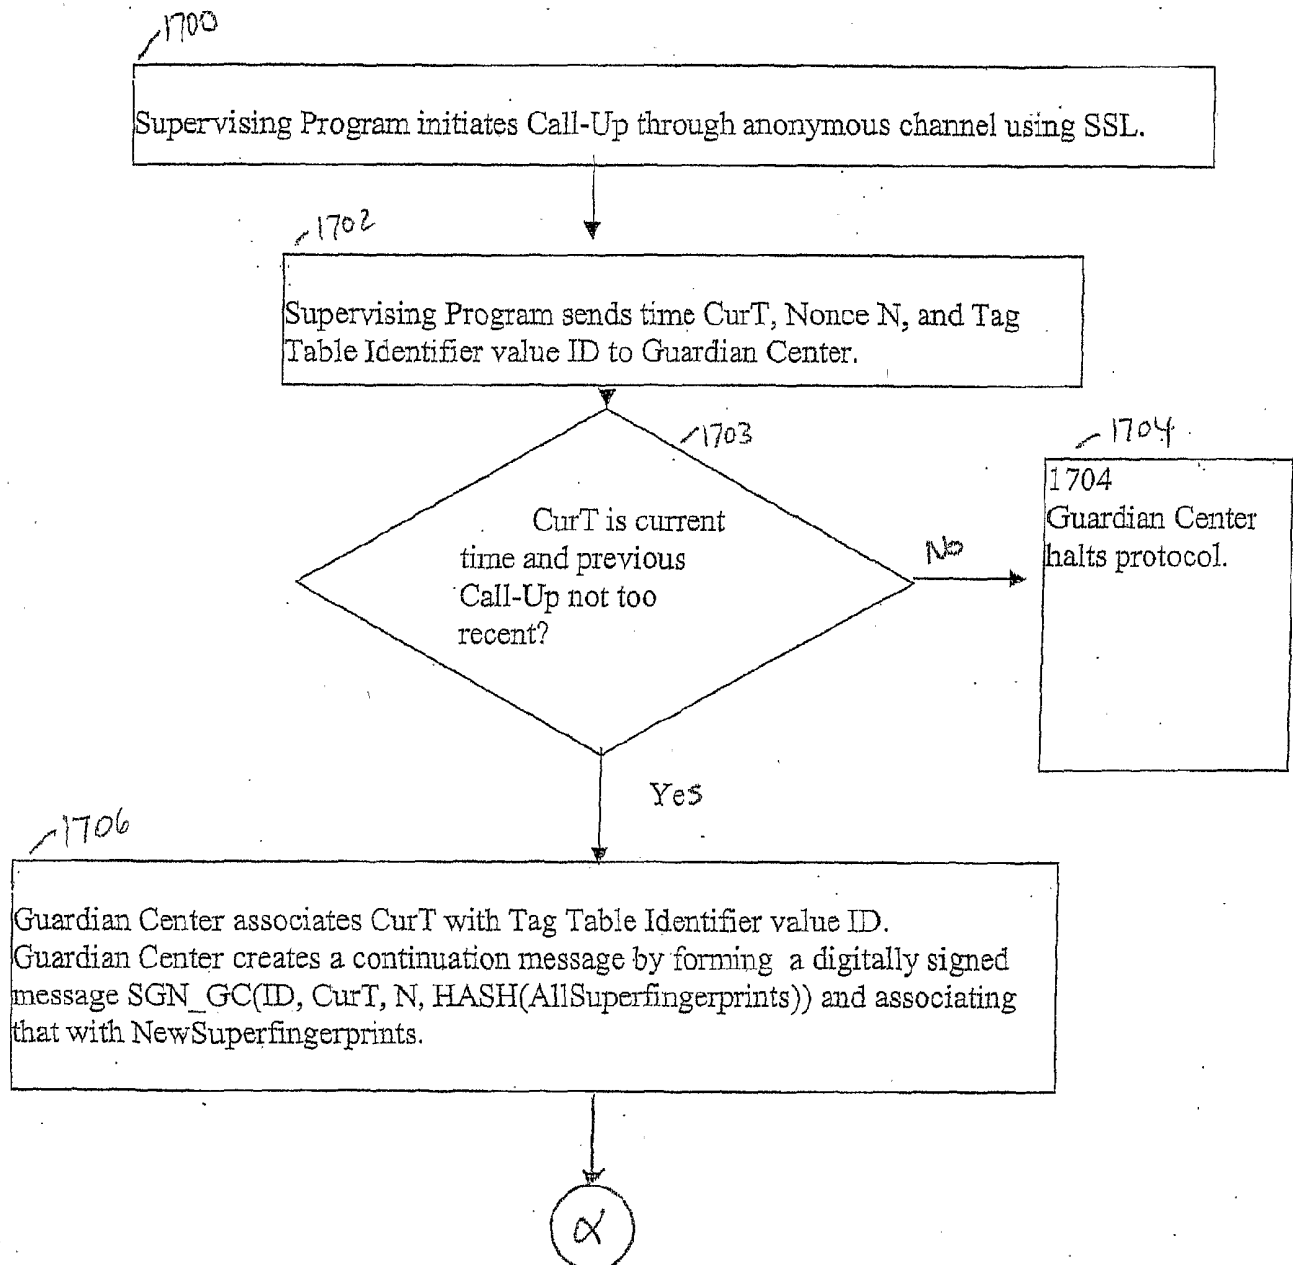 1700
Supervising Program initiates Call-Up through anonymous channel using SSL.
1702
Supervising Program sends time CurT, Nonce N, and Tag
Table Identifier value ID to Guardian Center.
1703
CurT is current
time and previous
Call-Up not too
recent?
No
1704
1704
Guardian Center
halts protocol.
Yes
1706
Guardian Center associates CurT with Tag Table Identifier value ID.
Guardian Center creates a continuation message by forming a digitally signed
message SGN_GC(ID, CurT, N, HASH(AllSuperfingerprints)) and associating
that with NewSuperfingerprints.
α